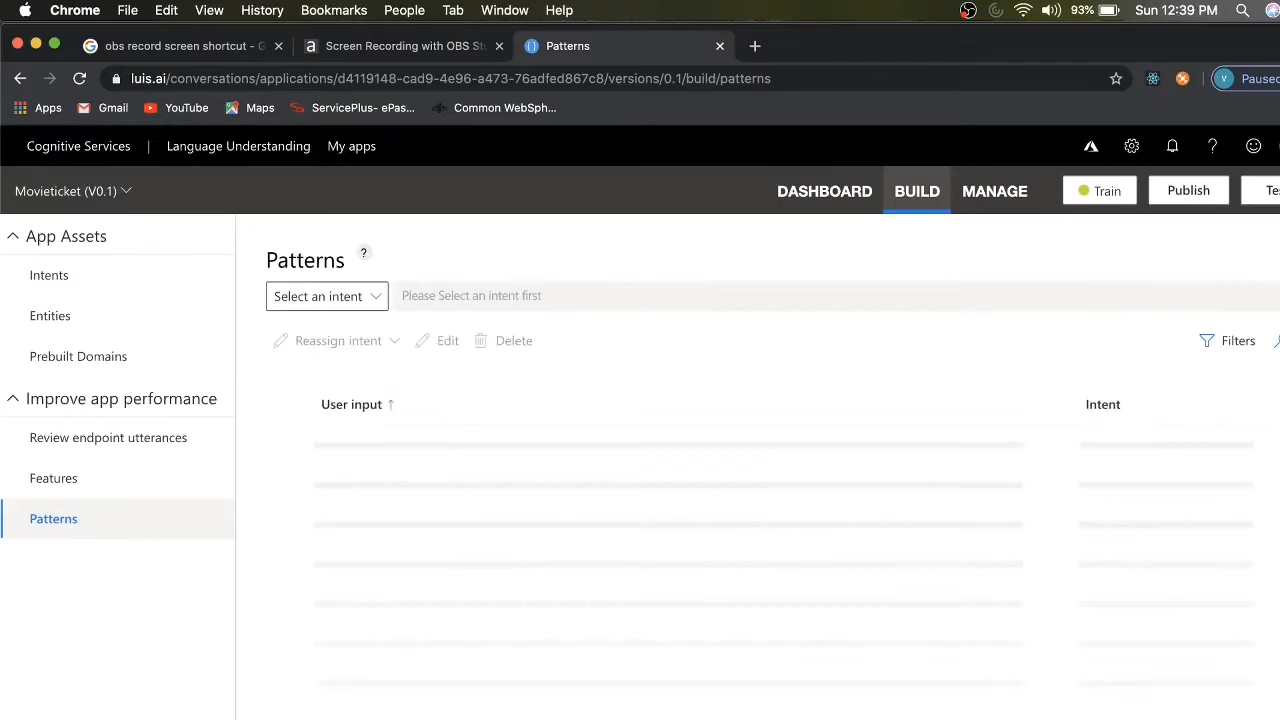 Chrome File Edit View History Bookmarks People Tab Window Help 93% Sun 12:39 PM
obs record screen shortcut - G Screen Recording with OBS Stu Patterns
luis.ai/conversations/applications/d4119148-cad9-4e96-a473-76adfed867c8/versions/0.1/build/patterns V Paused
Apps Gmail YouTube Maps ServicePlus- ePas... Common WebSph...
Cognitive Services | Language Understanding My apps
Movieticket (V0.1) DASHBOARD BUILD MANAGE Train Publish Te
App Assets
Intents
Entities
Prebuilt Domains
Improve app performance
Review endpoint utterances
Features
Patterns
Patterns ?
Select an intent Please Select an intent first
Reassign intent Edit Delete Filters
User input ↑ Intent